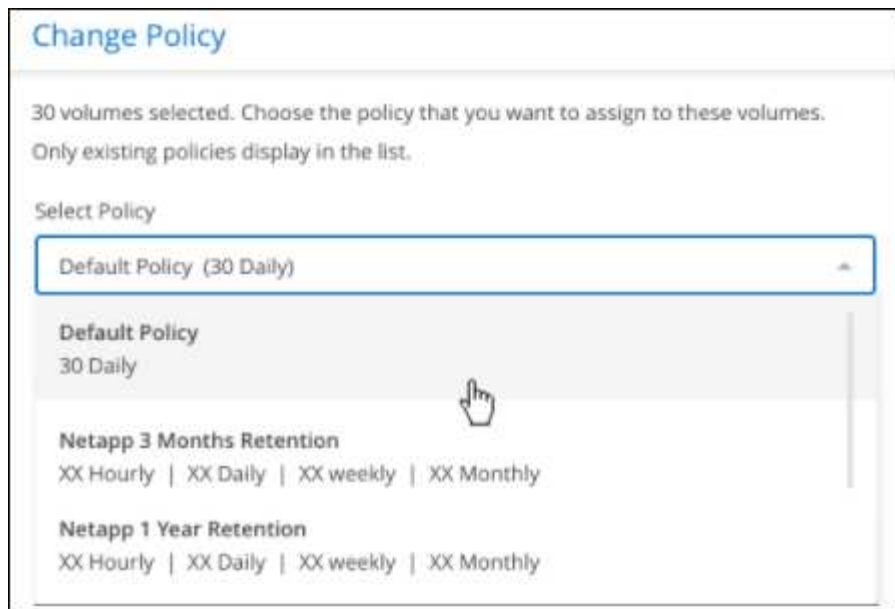 Change Policy
30 volumes selected. Choose the policy that you want to assign to these volumes.
Only existing policies display in the list.
Select Policy
Default Policy (30 Daily)
Default Policy
30 Daily
Netapp 3 Months Retention
XX Hourly | XX Daily | XX weekly | XX Monthly
Netapp 1 Year Retention
XX Hourly | XX Daily | XX weekly | XX Monthly